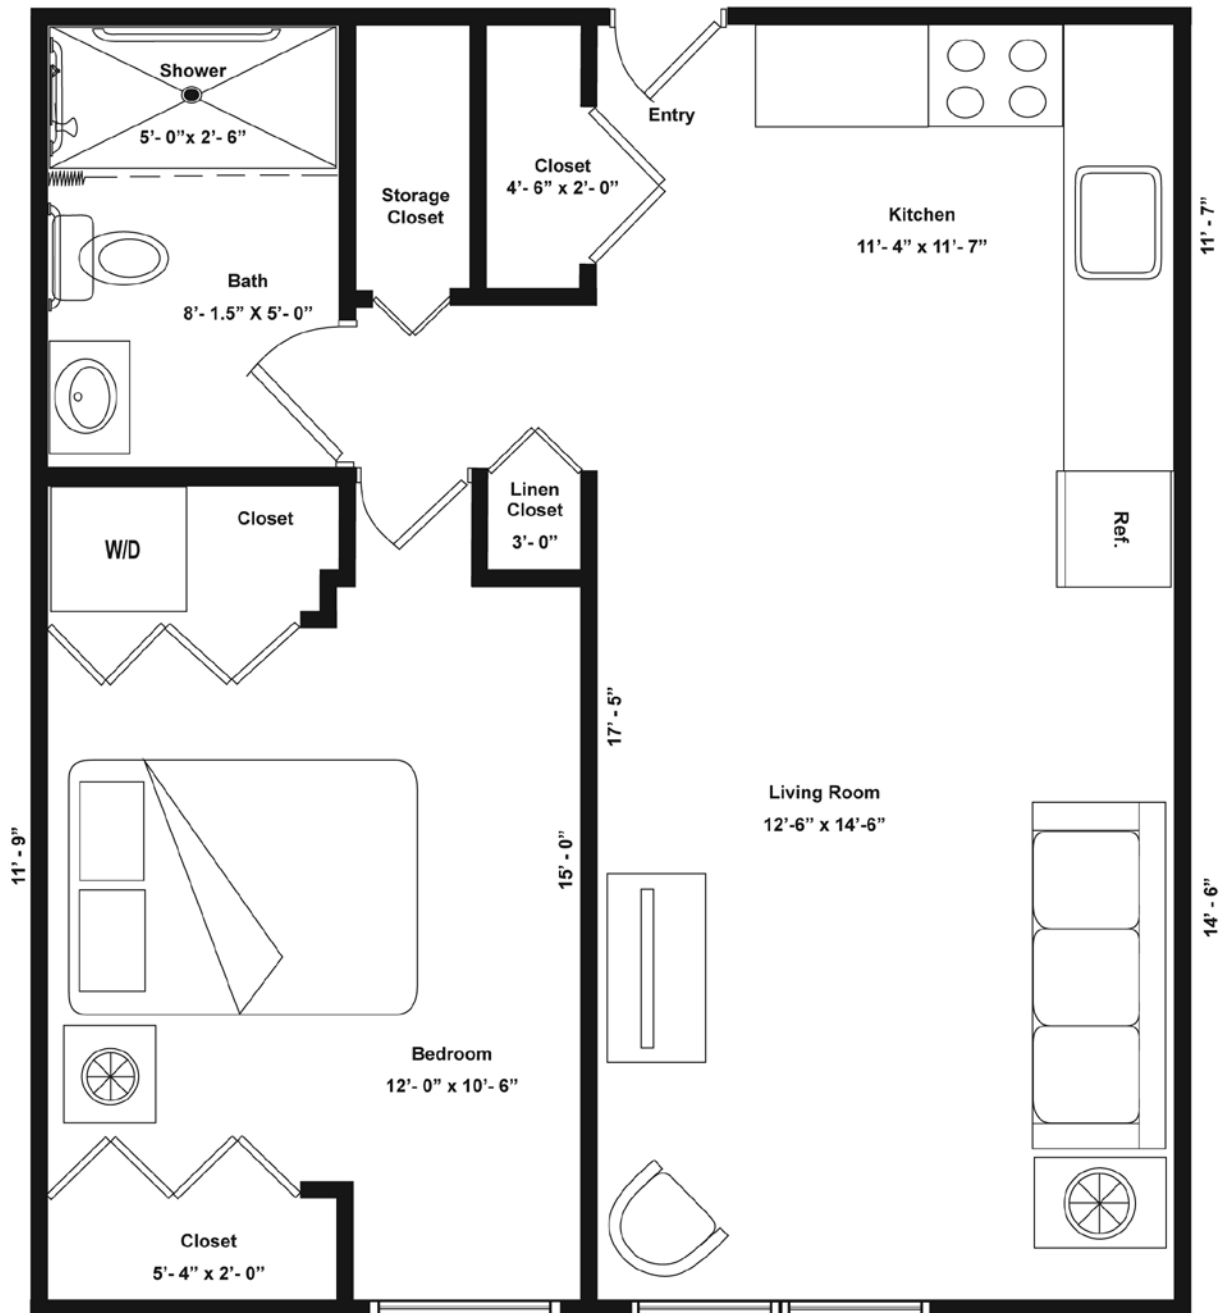 Shower
5’- 0”x 2’- 6”
Entry
Closet
4’- 6” x 2’- 0”
Storage
Closet
Kitchen
11’- 4” x 11’- 7”
11’ - 7”
Bath
8’- 1.5” X 5’- 0”
Linen
Closet
3’- 0”
Closet
W/D
Ref.
17’ - 5”
Living Room
12’-6” x 14’-6”
11’ - 9”
15’ - 0”
14’ - 6”
Bedroom
12’- 0” x 10’- 6”
Closet
5’- 4” x 2’- 0”